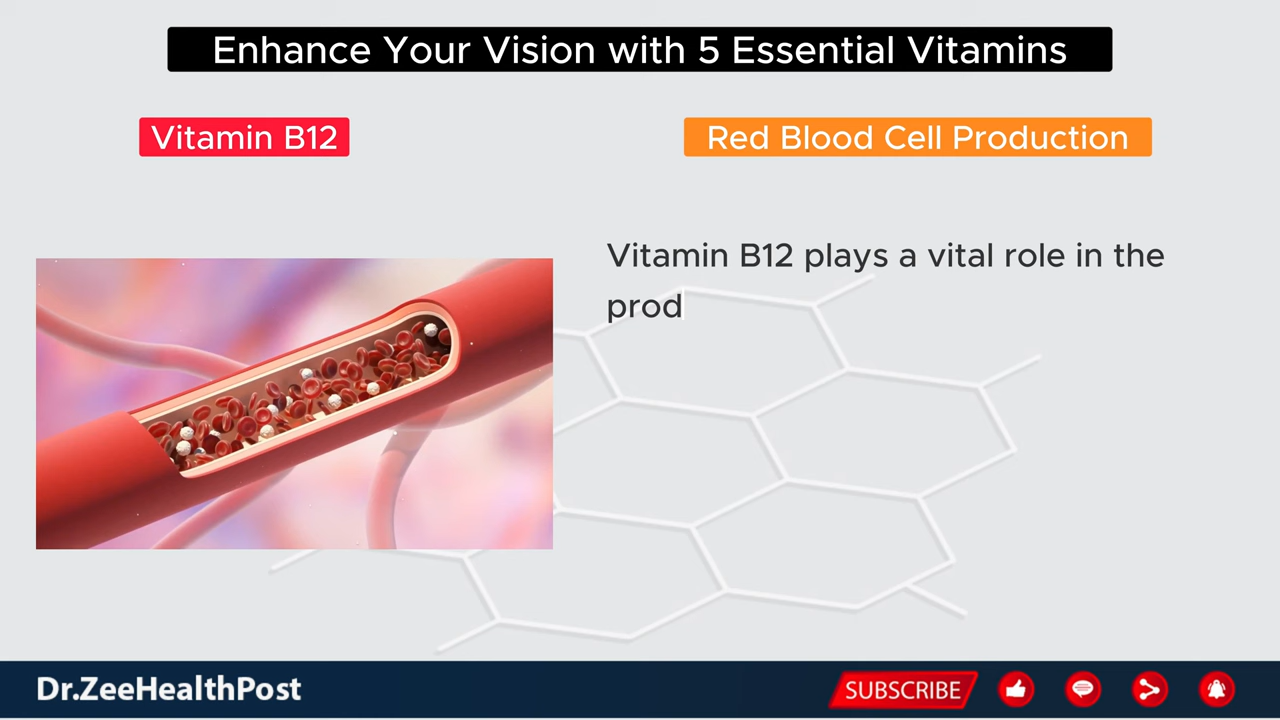 Enhance Your Vision with 5 Essential Vitamins
Vitamin B12
Red Blood Cell Production
Vitamin B12 plays a vital role in the
prod
Dr.ZeeHealthPost
SUBSCRIBE